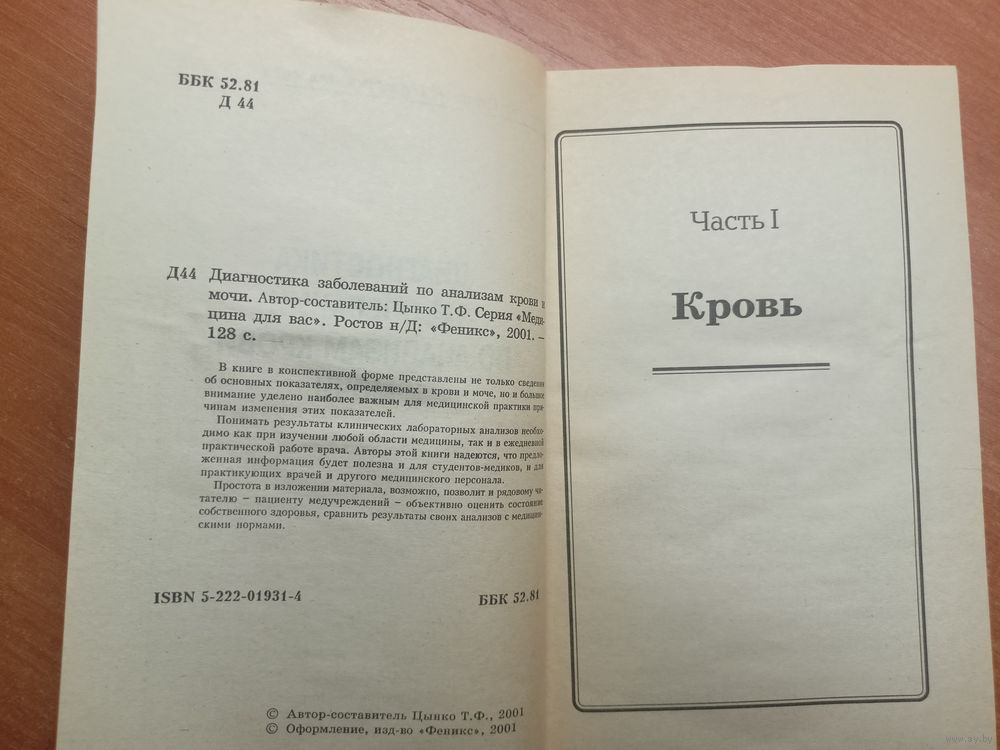 ББК 52.81
Д 44
Д44 Диагностика заболеваний по анализам крови и
мочи. Автор-составитель: Цынко Т.Ф. Серия «Меди-
цина для вас». Ростов н/Д: «Феникс», 2001. –
128 с.
В книге в конспективной форме представлены не только сведения
об основных показателях, определяемых в крови и моче, но и большое
внимание уделено наиболее важным для медицинской практики при-
чинам изменения этих показателей.
Понимать результаты клинических лабораторных анализов необхо-
димо как при изучении любой области медицины, так и в ежедневной
практической работе врача. Авторы этой книги надеются, что предло-
женная информация будет полезна и для студентов-медиков, и для
практикующих врачей и другого медицинского персонала.
Простота в изложении материала, возможно, позволит и рядовому чи-
тателю – пациенту медучреждений – объективно оценить состояние
собственного здоровья, сравнить результаты своих анализов с медицин-
скими нормами.
ISBN 5-222-01931-4
ББК 52.81
© Автор-составитель Цынко Т.Ф., 2001
© Оформление, изд-во «Феникс», 2001
Часть I
Кровь
www.ay.by